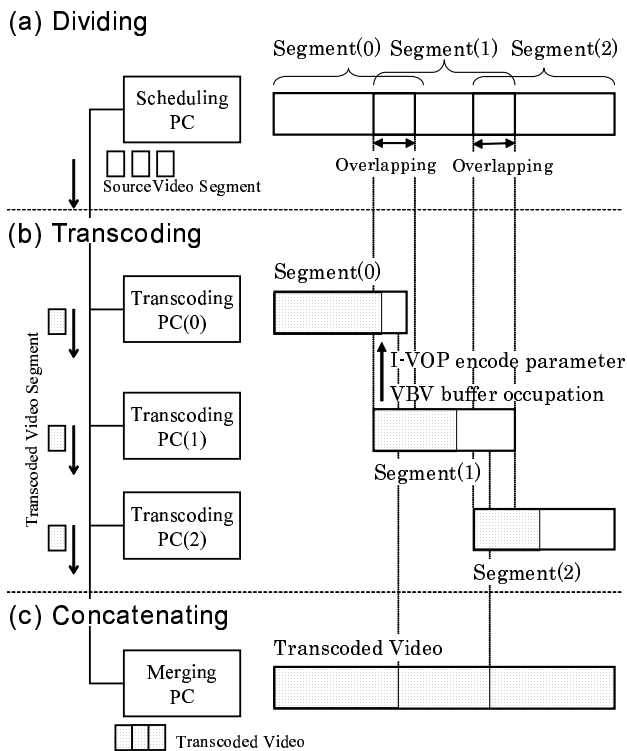 (a) Dividing
Segment(0)
Segment(1)
Segment(2)
Scheduling
PC
SourceVideo Segment
Overlapping
Overlapping
(b) Transcoding
Segment(0)
Transcoding
PC(0)
I-VOP encode parameter
VBV buffer occupation
Transcoded Video Segment
Transcoding
PC(1)
Segment(1)
Transcoding
PC(2)
Segment(2)
(c) Concatenating
Transcoded Video
Merging
PC
Transcoded Video